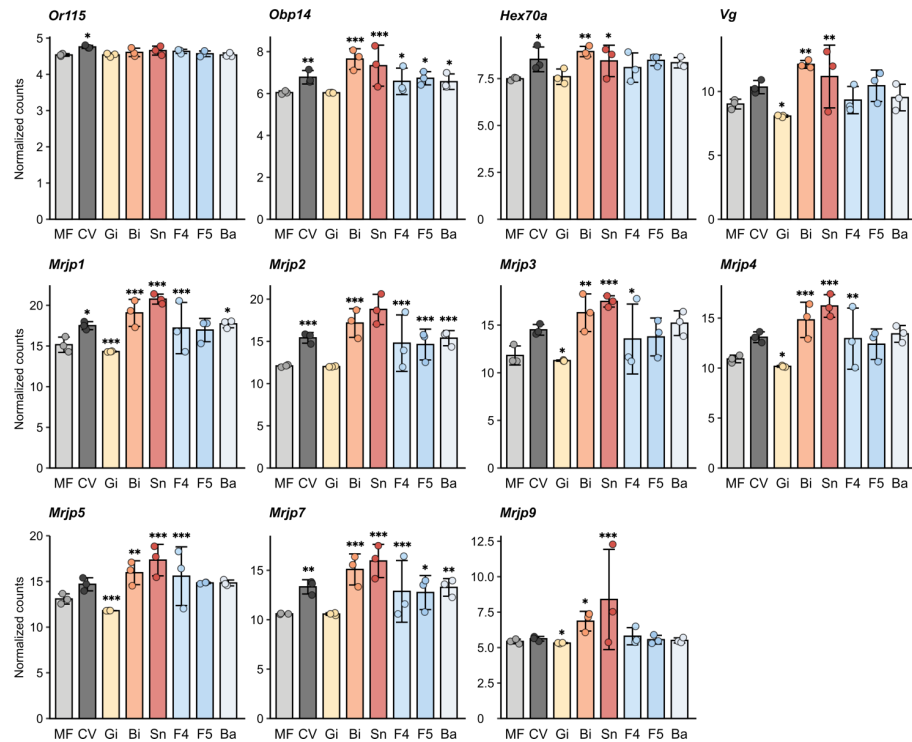 Or115
Normalized counts
5
4
3
2
1
0
*
MF CV Gi Bi Sn F4 F5 Ba
Obp14
8
6
4
2
0
** *** *** * * *
MF CV Gi Bi Sn F4 F5 Ba
Hex70a
7.5
5.0
2.5
0.0
* ** *
MF CV Gi Bi Sn F4 F5 Ba
Vg
10
5
0
* ** **
MF CV Gi Bi Sn F4 F5 Ba
Mrjp1
Normalized counts
20
15
10
5
0
* *** *** *** *** *
MF CV Gi Bi Sn F4 F5 Ba
Mrjp2
20
15
10
5
0
*** *** *** *** ***
MF CV Gi Bi Sn F4 F5 Ba
Mrjp3
15
10
5
0
* ** *** *
MF CV Gi Bi Sn F4 F5 Ba
Mrjp4
15
10
5
0
* *** *** **
MF CV Gi Bi Sn F4 F5 Ba
Mrjp5
Normalized counts
20
15
10
5
0
*** ** *** ***
MF CV Gi Bi Sn F4 F5 Ba
Mrjp7
15
10
5
0
** *** *** *** * **
MF CV Gi Bi Sn F4 F5 Ba
Mrjp9
12.5
10.0
7.5
5.0
2.5
0.0
* * ***
MF CV Gi Bi Sn F4 F5 Ba